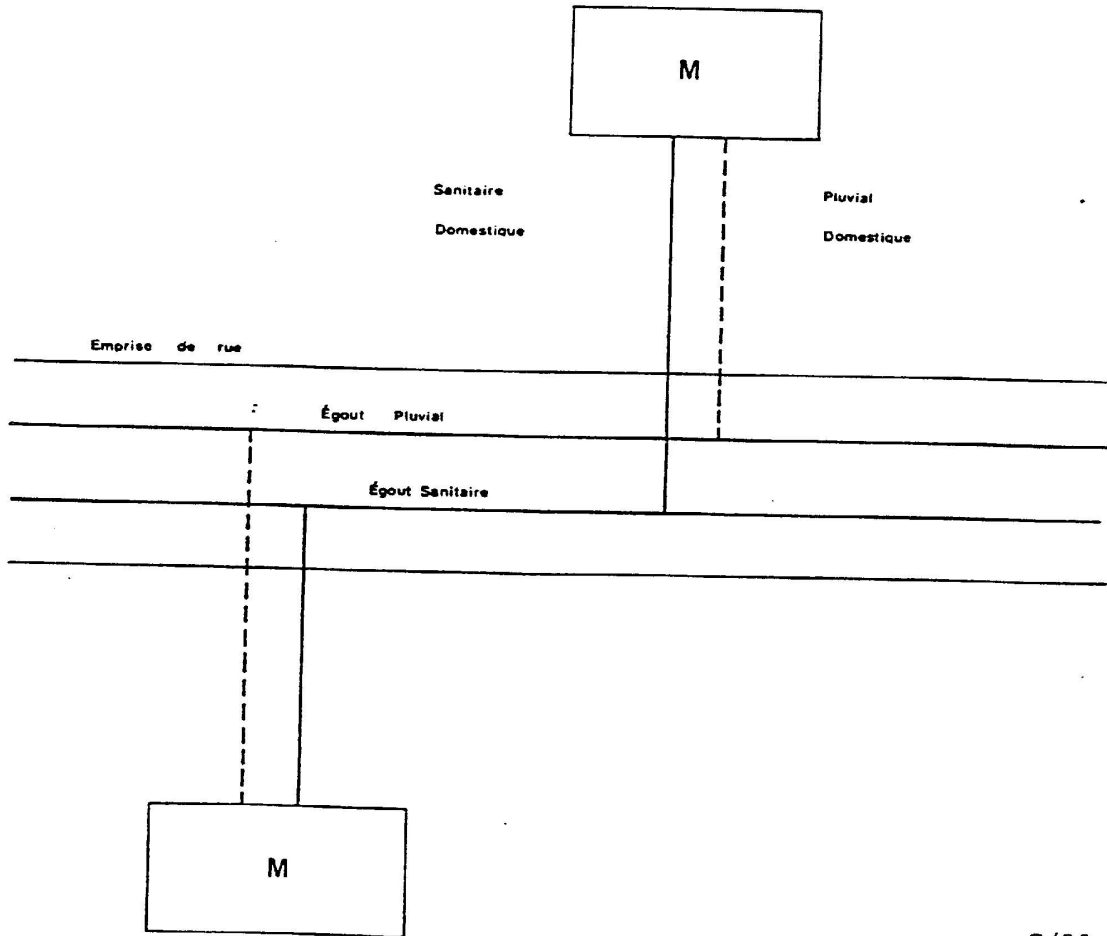 M
Sanitaire
Domestique
Pluvial
Domestique
Emprise de rue
Égout Pluvial
Égout Sanitaire
M